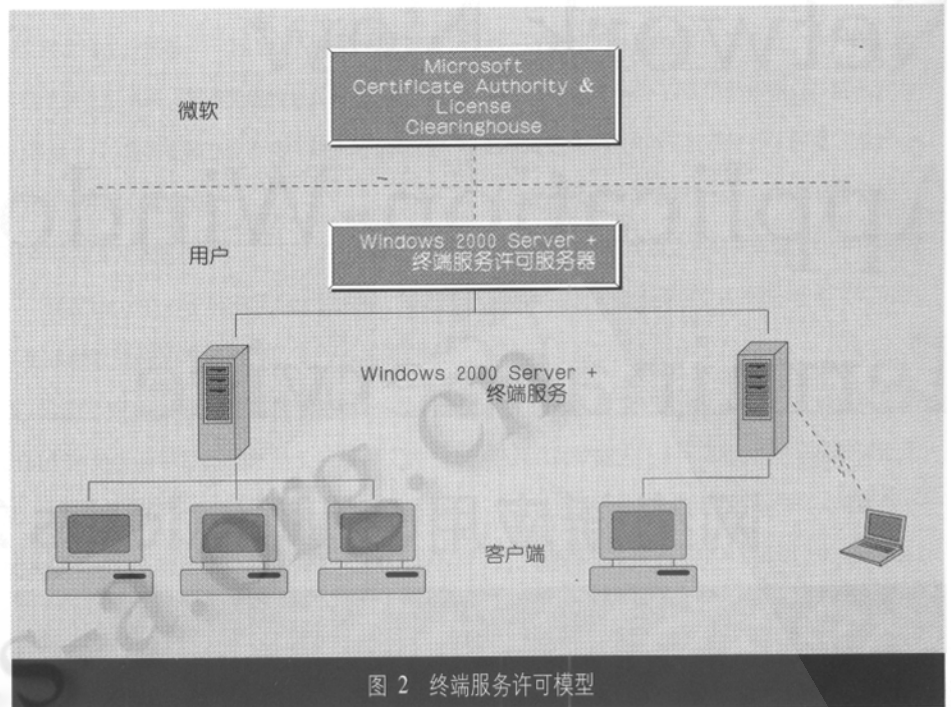 Microsoft
Certificate Authority &
License
Clearinghouse
微软
用户
Windows 2000 Server +
终端服务许可服务器
Windows 2000 Server +
终端服务
客户端
s-a.org.cn
图 2 终端服务许可模型